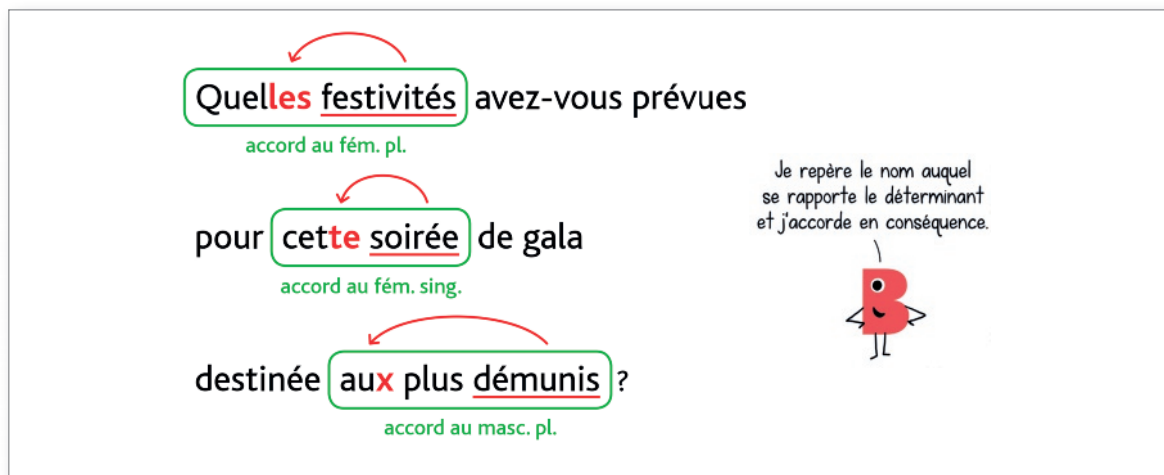 Quelles festivités avez-vous prévues
accord au fém. pl.
pour cette soirée de gala
accord au fém. sing.
destinée aux plus démunis ?
accord au masc. pl.
Je repère le nom auquel
se rapporte le déterminant
et j'accorde en conséquence.
B